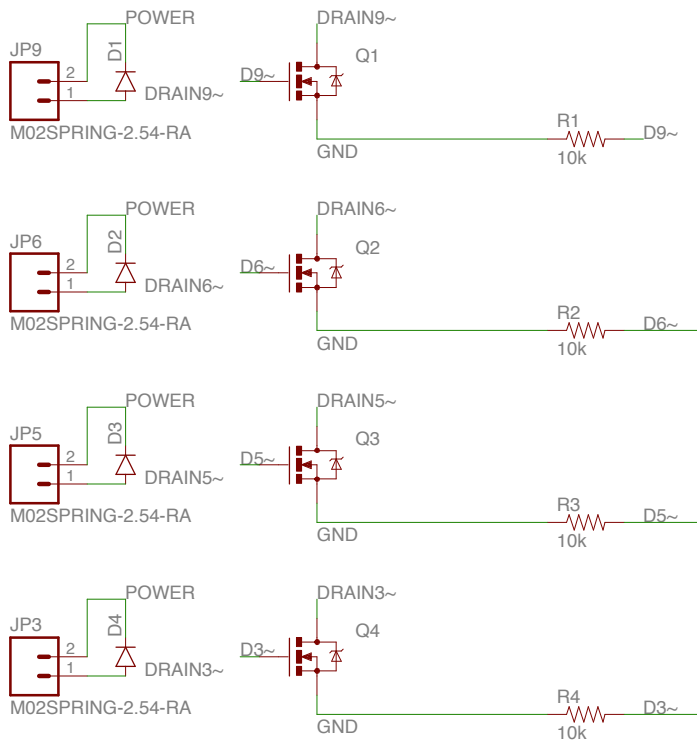 POWER
DRAIN9~
JP9
D1
Q1
2
1
DRAIN9~
D9~
M02SPRING-2.54-RA
GND
R1
10k
D9~
POWER
DRAIN6~
JP6
D2
Q2
2
1
DRAIN6~
D6~
M02SPRING-2.54-RA
GND
R2
10k
D6~
POWER
DRAIN5~
JP5
D3
Q3
2
1
DRAIN5~
D5~
M02SPRING-2.54-RA
GND
R3
10k
D5~
POWER
DRAIN3~
JP3
D4
Q4
2
1
DRAIN3~
D3~
M02SPRING-2.54-RA
GND
R4
10k
D3~